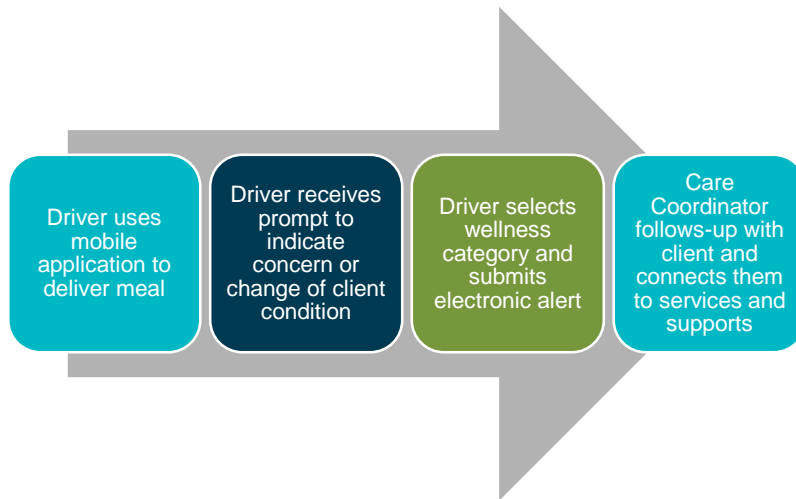 Driver uses
mobile
application to
deliver meal
Driver receives
prompt to
indicate
concern or
change of client
condition
Driver selects
wellness
category and
submits
electronic alert
Care
Coordinator
follows-up with
client and
connects them
to services and
supports